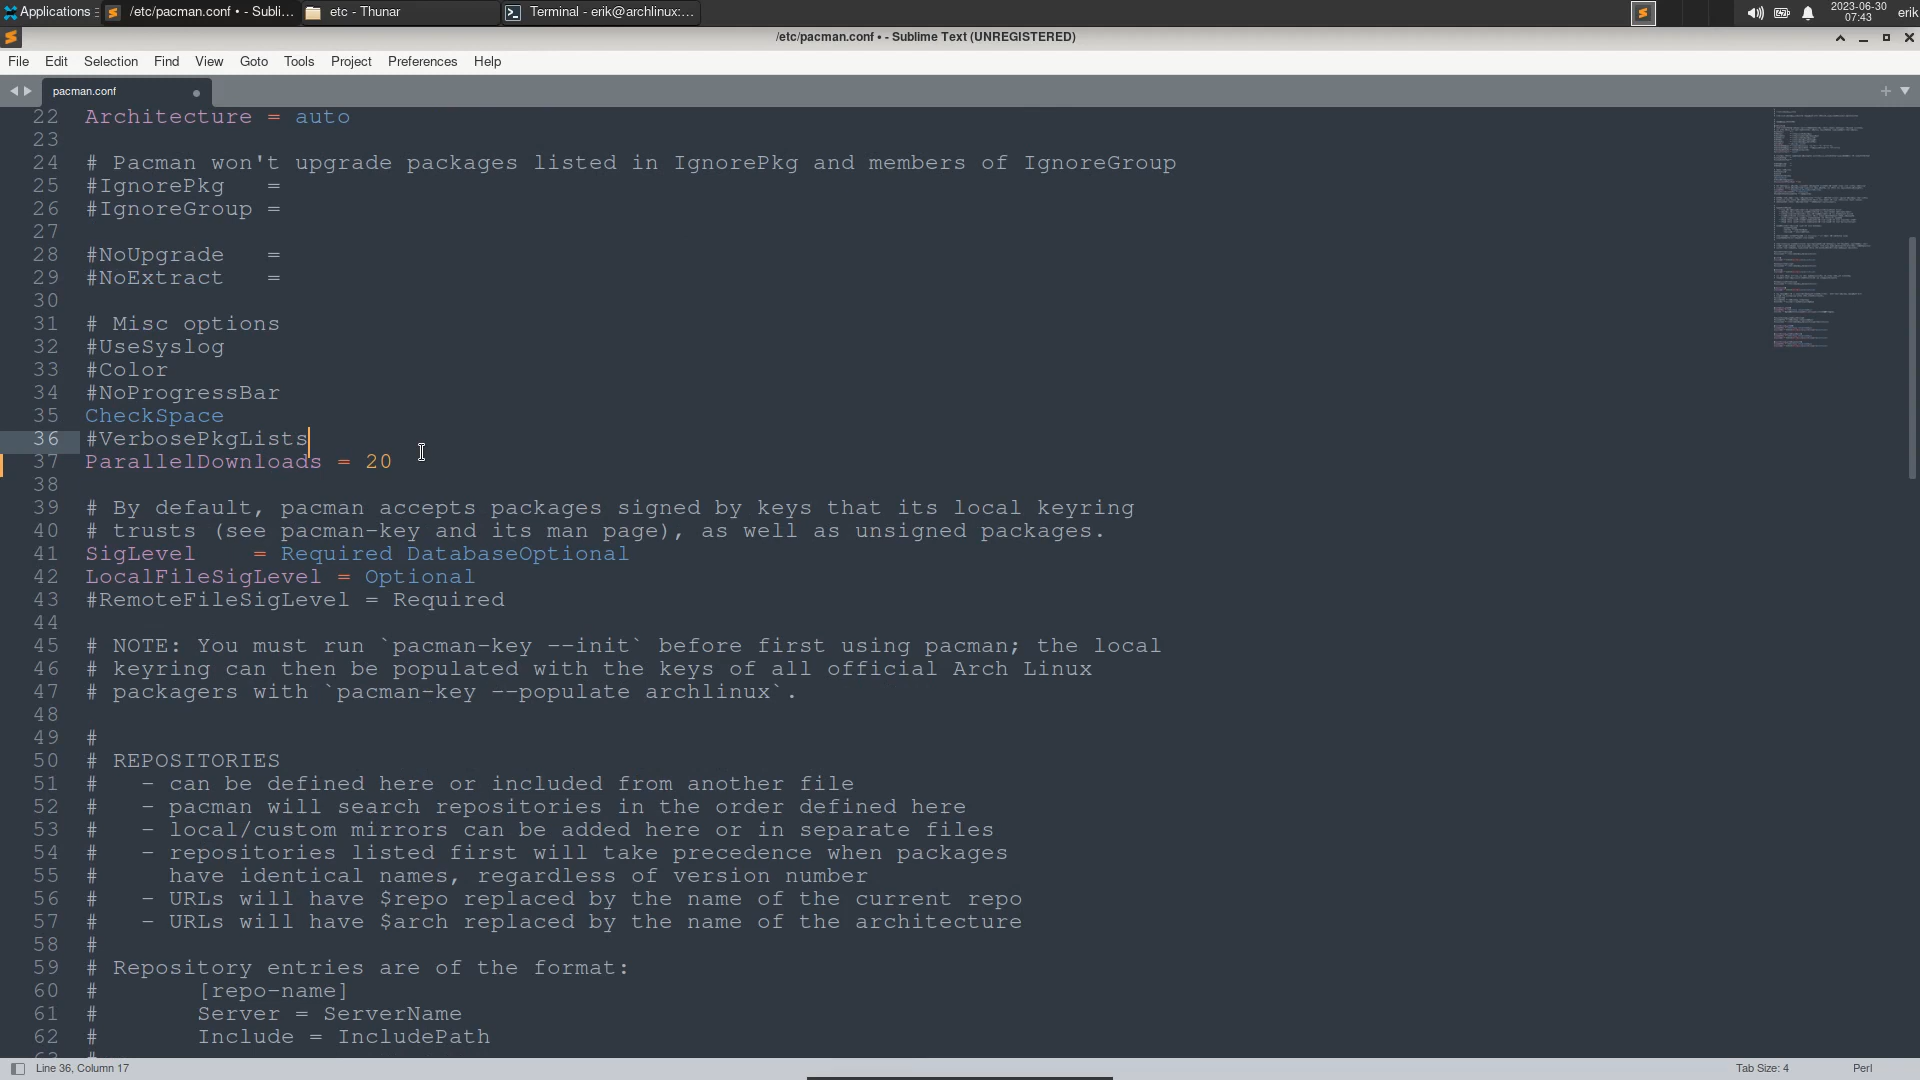 Applications
/etc/pacman.conf • - Subli...
etc - Thunar
Terminal - erik@archlinux:...
2023-06-30
07:43
erik
/etc/pacman.conf • - Sublime Text (UNREGISTERED)
File Edit Selection Find View Goto Tools Project Preferences Help
pacman.conf
22 Architecture = auto
23
24 # Pacman won't upgrade packages listed in IgnorePkg and members of IgnoreGroup
25 #IgnorePkg   =
26 #IgnoreGroup =
27
28 #NoUpgrade   =
29 #NoExtract   =
30
31 # Misc options
32 #UseSyslog
33 #Color
34 #NoProgressBar
35 CheckSpace
36 #VerbosePkgLists
37 ParallelDownloads = 20
38
39 # By default, pacman accepts packages signed by keys that its local keyring
40 # trusts (see pacman-key and its man page), as well as unsigned packages.
41 SigLevel    = Required DatabaseOptional
42 LocalFileSigLevel = Optional
43 #RemoteFileSigLevel = Required
44
45 # NOTE: You must run `pacman-key --init` before first using pacman; the local
46 # keyring can then be populated with the keys of all official Arch Linux
47 # packagers with `pacman-key --populate archlinux`.
48
49 #
50 # REPOSITORIES
51 #   - can be defined here or included from another file
52 #   - pacman will search repositories in the order defined here
53 #   - local/custom mirrors can be added here or in separate files
54 #   - repositories listed first will take precedence when packages
55 #     have identical names, regardless of version number
56 #   - URLs will have $repo replaced by the name of the current repo
57 #   - URLs will have $arch replaced by the name of the architecture
58 #
59 # Repository entries are of the format:
60 #       [repo-name]
61 #       Server = ServerName
62 #       Include = IncludePath
Line 36, Column 17
Tab Size: 4
Perl